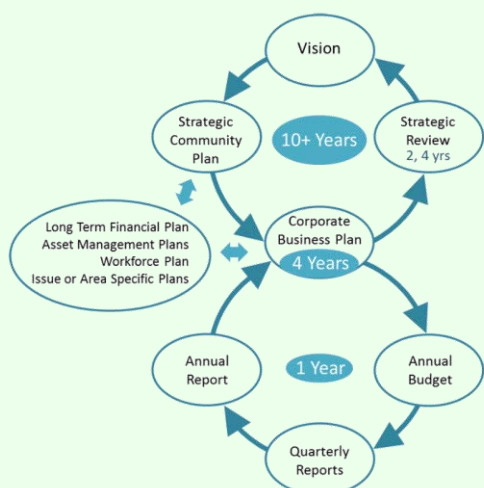 Vision
Strategic
Community
Plan
10+ Years
Strategic
Review
2, 4 yrs
Long Term Financial Plan
Asset Management Plans
Workforce Plan
Issue or Area Specific Plans
Corporate
Business Plan
4 Years
Annual
Report
1 Year
Annual
Budget
Quarterly
Reports